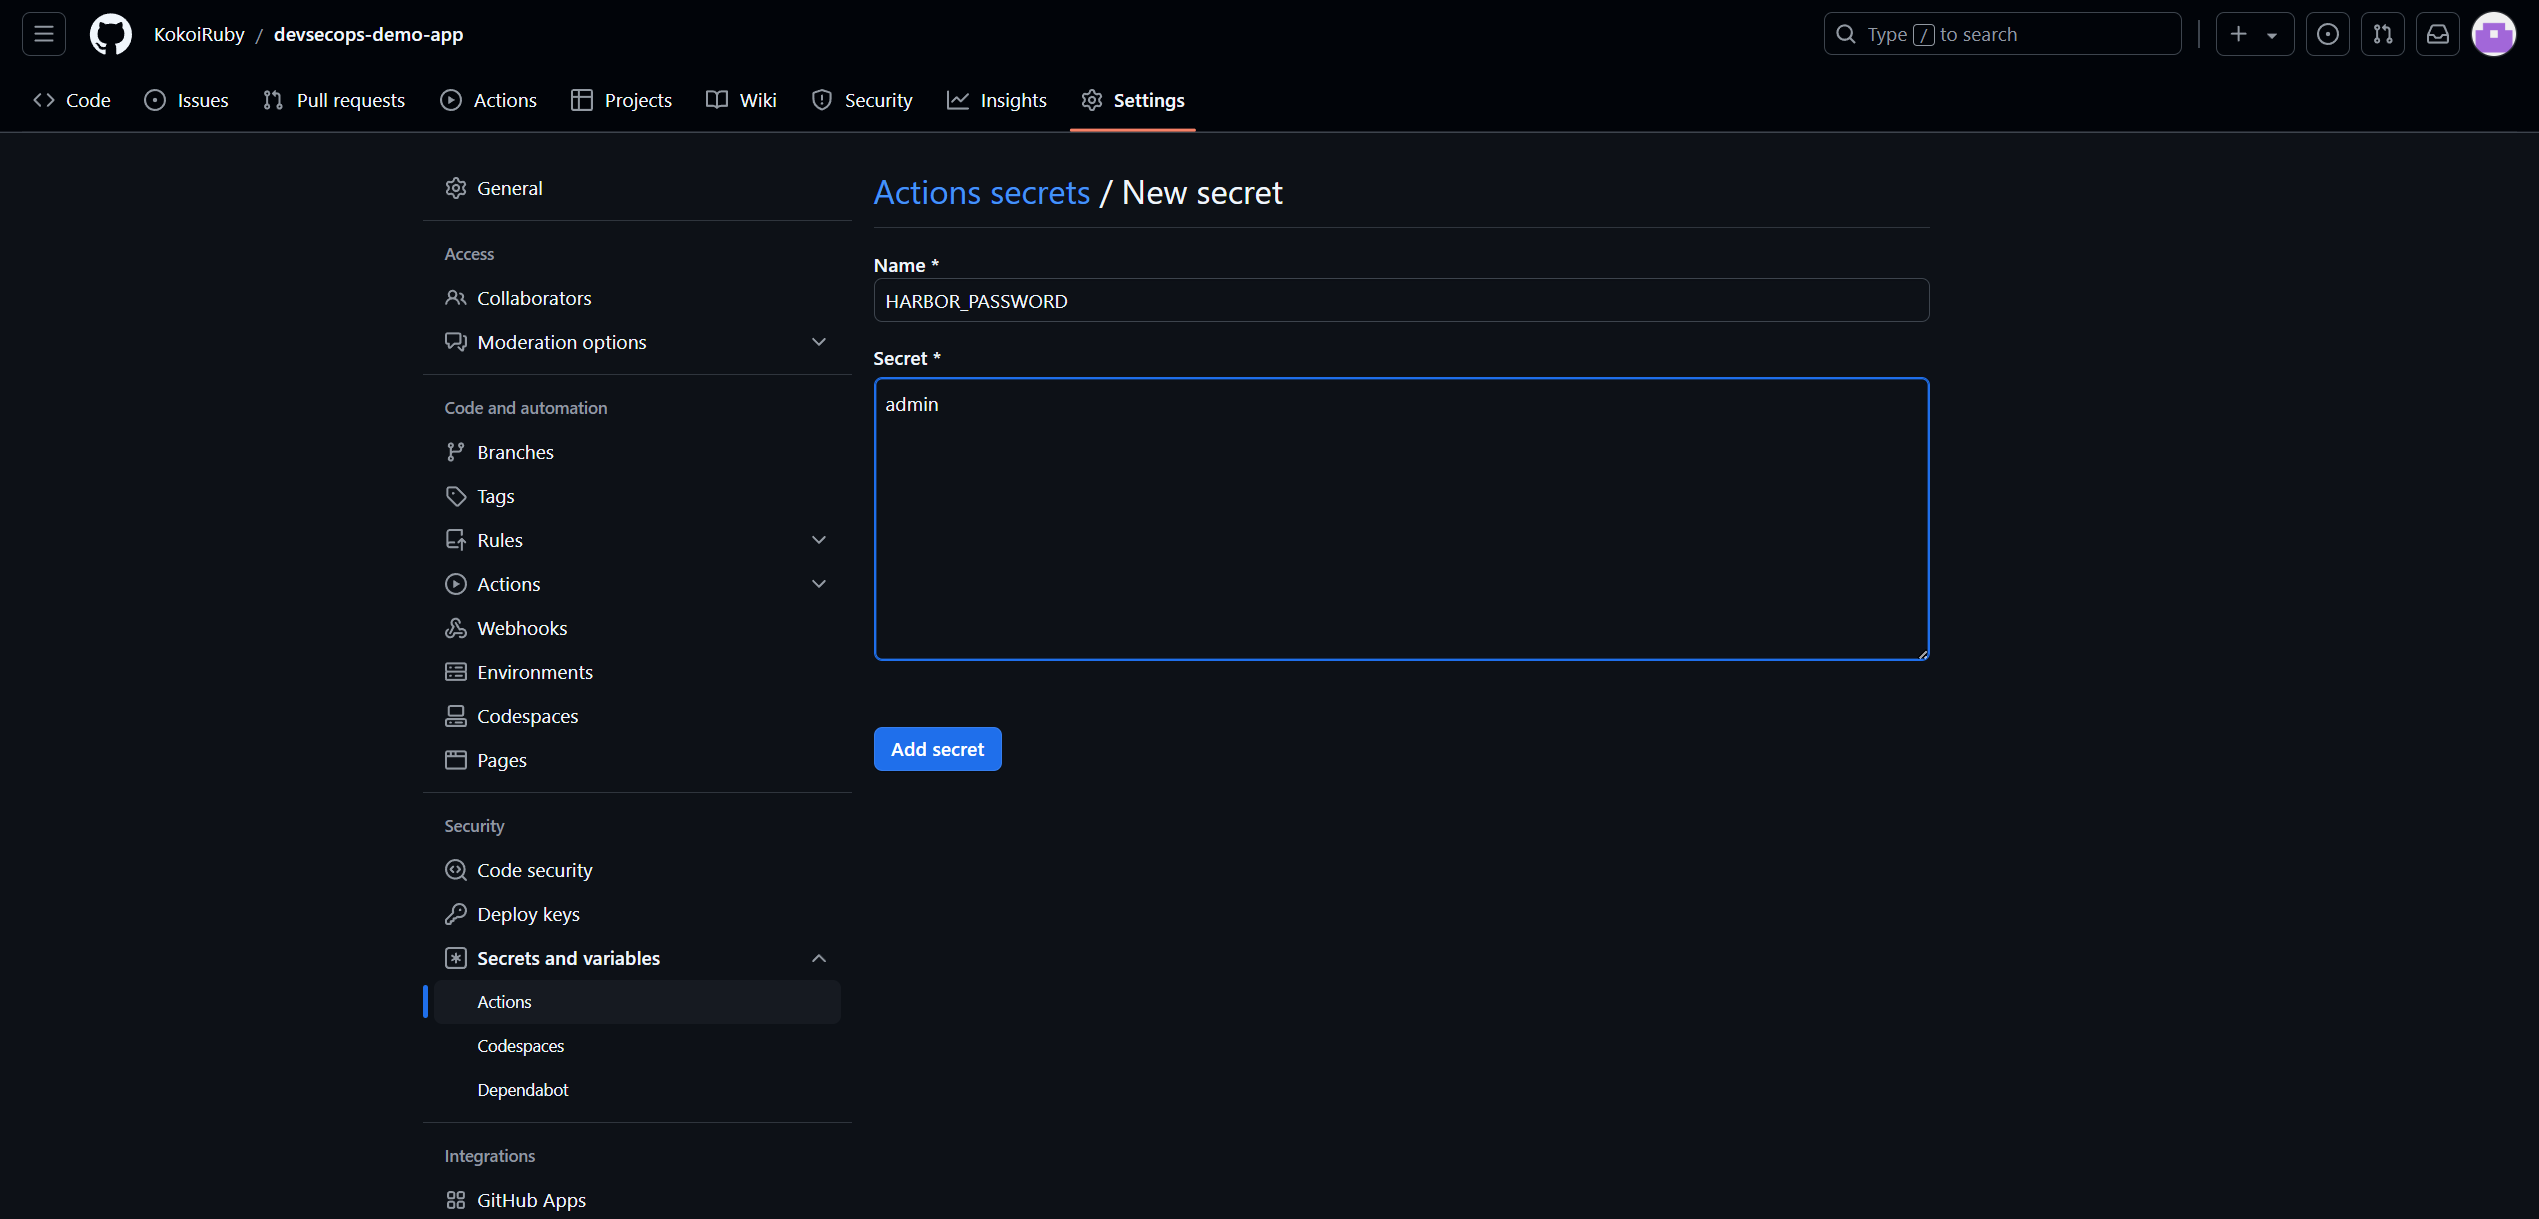 KokoiRuby / devsecops-demo-app
Type / to search
Code
Issues
Pull requests
Actions
Projects
Wiki
Security
Insights
Settings
General
Access
Collaborators
Moderation options
Code and automation
Branches
Tags
Rules
Actions
Webhooks
Environments
Codespaces
Pages
Security
Code security
Deploy keys
Secrets and variables
Actions
Codespaces
Dependabot
Integrations
GitHub Apps
Actions secrets / New secret
Name *
HARBOR_PASSWORD
Secret *
admin
Add secret